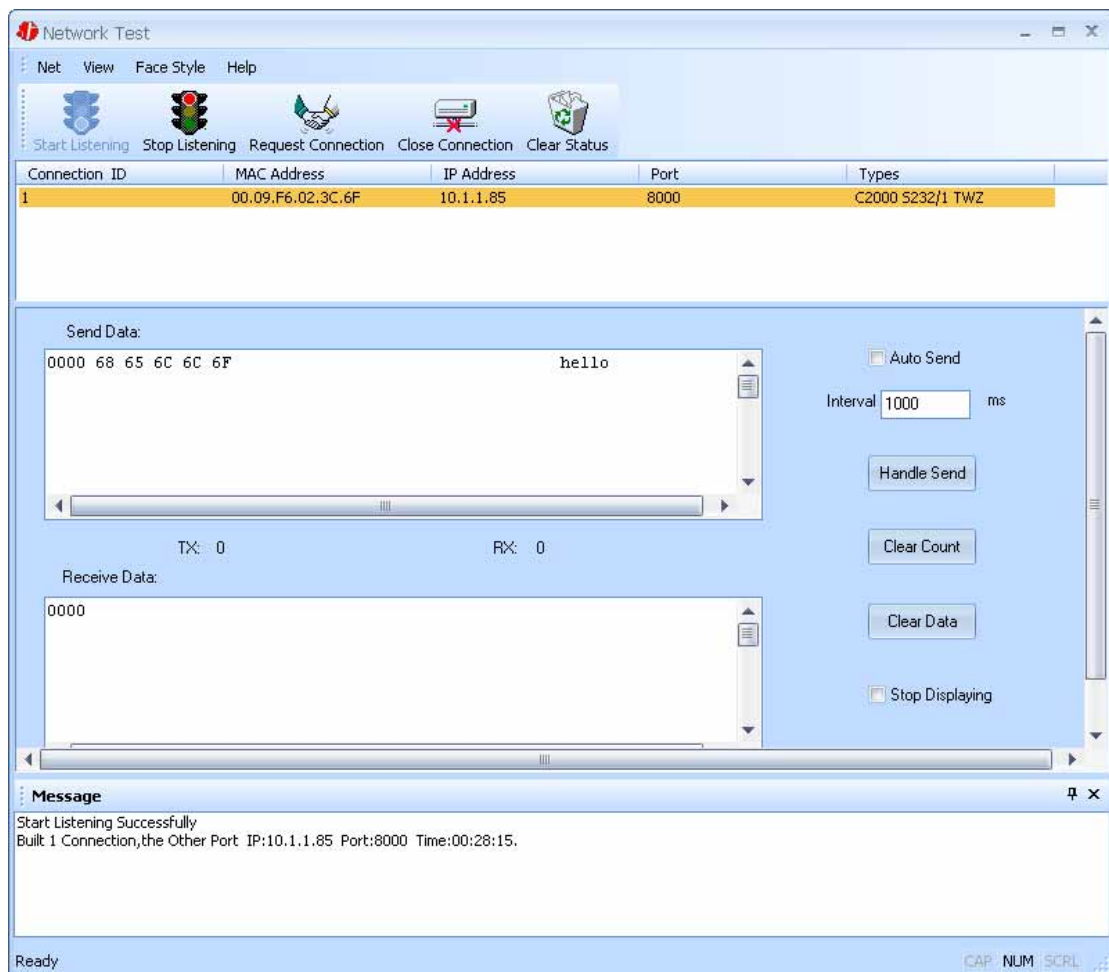 Network Test
Net View Face Style Help
Start Listening Stop Listening Request Connection Close Connection Clear Status
Connection ID MAC Address IP Address Port Types
1 00.09.F6.02.3C.6F 10.1.1.85 8000 C2000 S232/1 TWZ
Send Data:
0000 68 65 6C 6C 6F hello
Auto Send
Interval 1000 ms
Handle Send
TX: 0 RX: 0
Clear Count
Receive Data:
0000
Clear Data
Stop Displaying
Message
Start Listening Successfully
Built 1 Connection,the Other Port IP:10.1.1.85 Port:8000 Time:00:28:15.
Ready CAP NUM SCRL